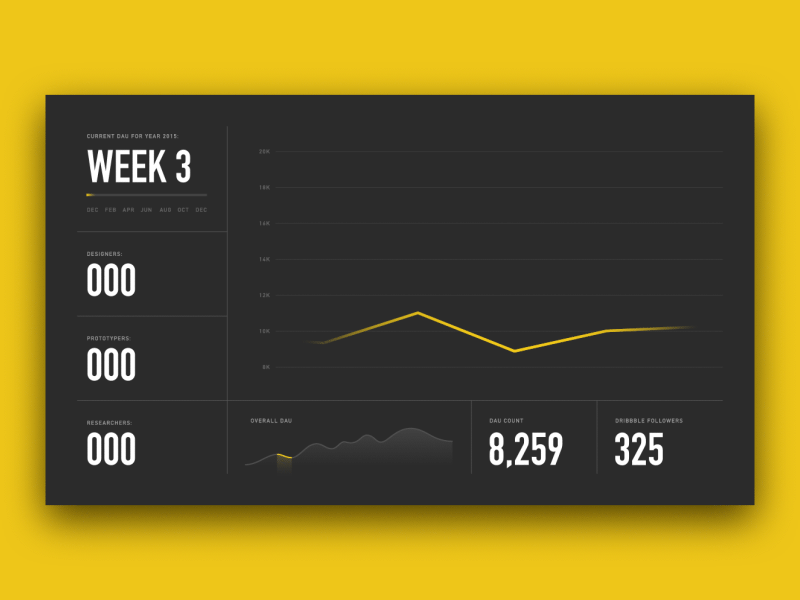 CURRENT DAU FOR YEAR 2015:
WEEK 3
DEC FEB APR JUN AUG OCT DEC
DESIGNERS:
000
PROTOTYPERS:
000
RESEARCHERS:
000
20K
18K
16K
14K
12K
10K
8K
OVERALL DAU
DAU COUNT
8,259
DRIBBBLE FOLLOWERS
325